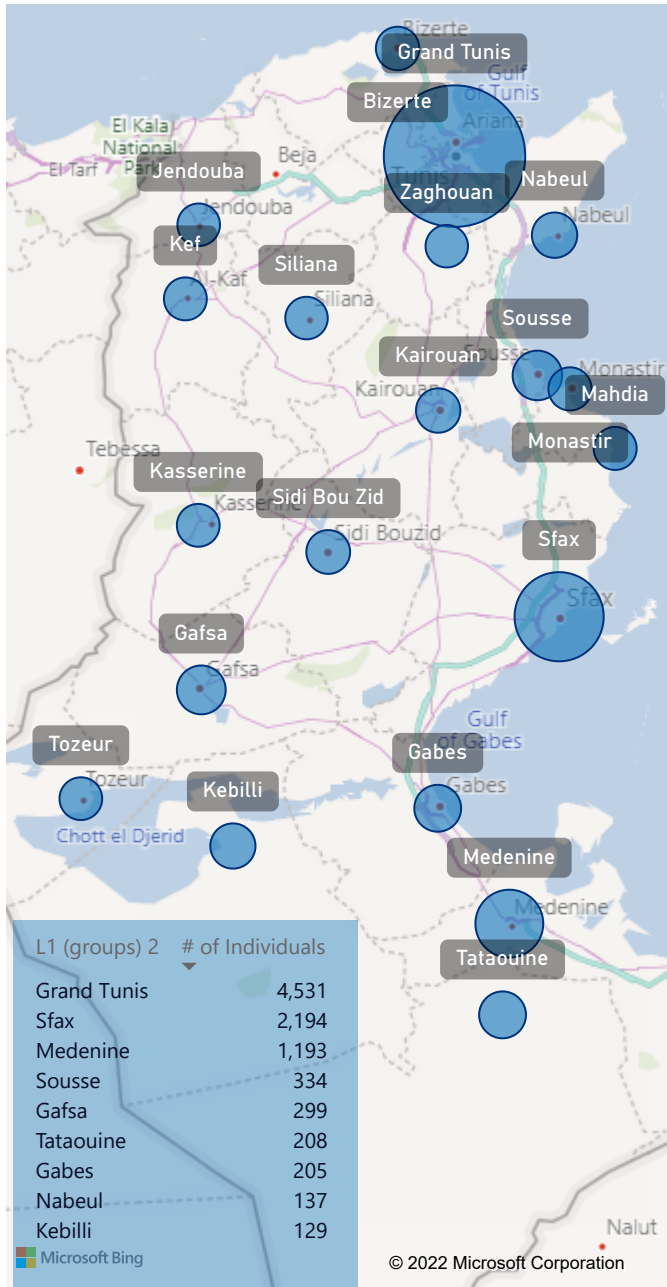 Bizerte
Grand Tunis
Gulf
of Tunis
Bizerte
Ariana
El Kala
National
Park
El Tarf
Beja
Tunis
Jendouba
Jendouba
Zaghouan
Nabeul
Nabeul
Kef
Al-Kaf
Siliana
Siliana
Sousse
Sousse
Kairouan
Kairouan
Monastir
Mahdia
Monastir
Tebessa
Kasserine
Kasserine
Sidi Bou Zid
Sidi Bouzid
Sfax
Sfax
Gafsa
Gafsa
Gulf
of Gabes
Tozeur
Tozeur
Gabes
Gabes
Kebilli
Chott el Djerid
Medenine
Medenine
Tataouine
L1 (groups) 2 # of Individuals
Grand Tunis 4,531
Sfax 2,194
Medenine 1,193
Sousse 334
Gafsa 299
Tataouine 208
Gabes 205
Nabeul 137
Kebilli 129
Nalut
Microsoft Bing
© 2022 Microsoft Corporation